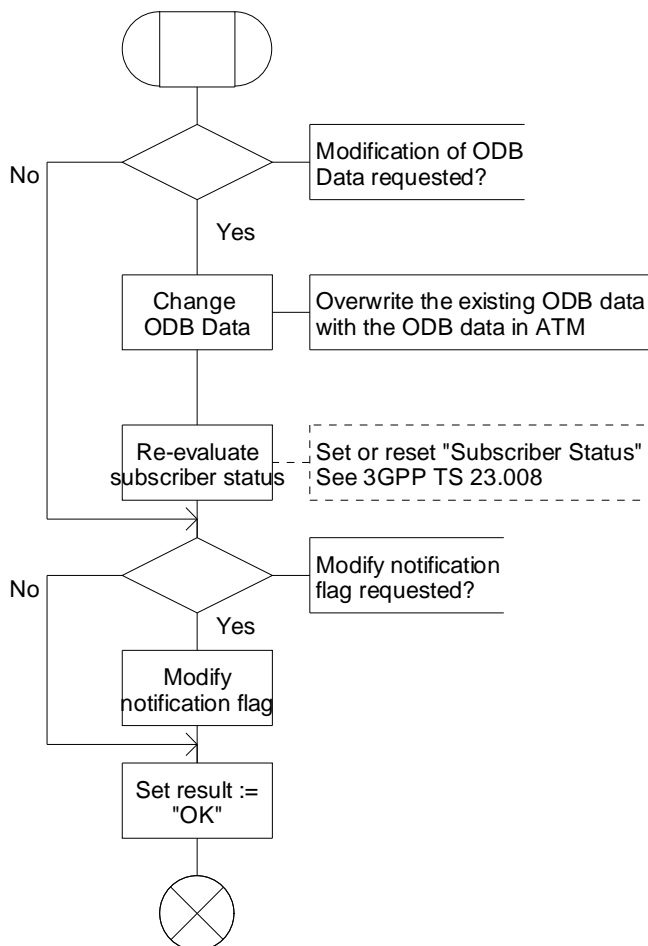 Modification of ODB
Data requested?
No
Yes
Change
ODB Data
Overwrite the existing ODB data
with the ODB data in ATM
Re-evaluate
subscriber status
Set or reset "Subscriber Status"
See 3GPP TS 23.008
Modify notification
flag requested?
No
Yes
Modify
notification flag
Set result :=
"OK"